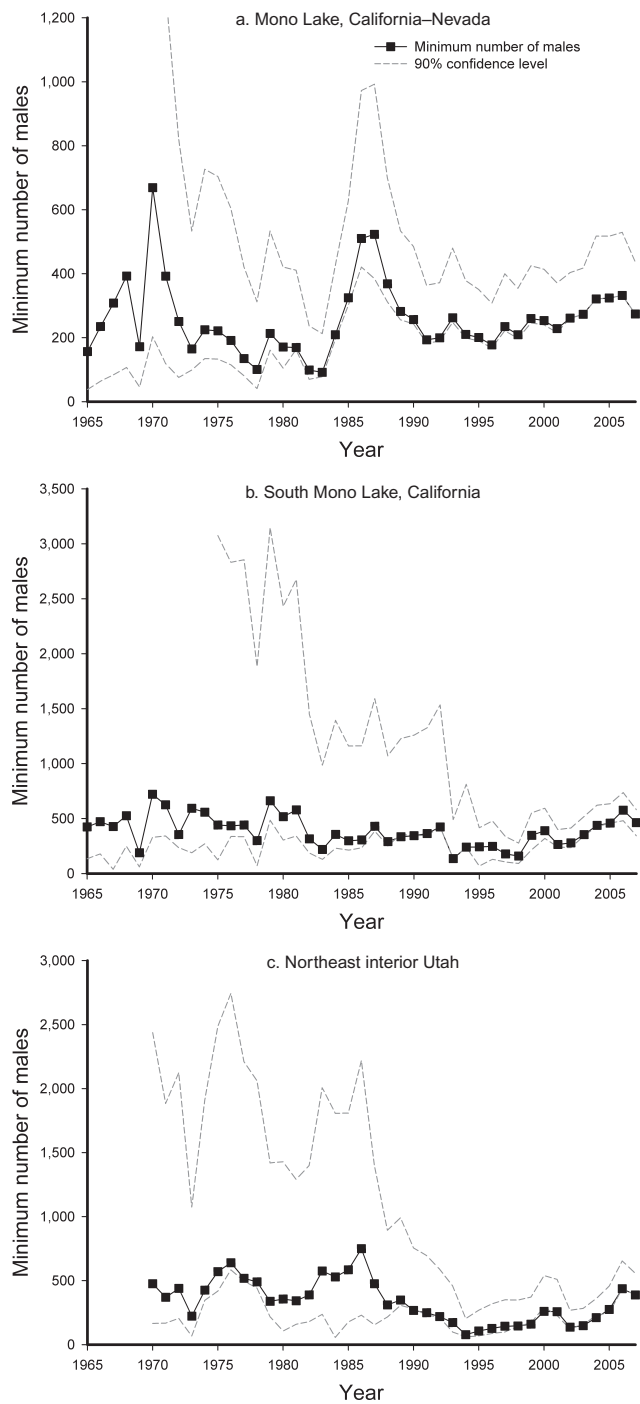 a. Mono Lake, California–Nevada
Minimum number of males
90% confidence level
Minimum number of males
1,200
1,000
800
600
400
200
0
1965 1970 1975 1980 1985 1990 1995 2000 2005
Year
b. South Mono Lake, California
Minimum number of males
3,500
3,000
2,500
2,000
1,500
1,000
500
0
1965 1970 1975 1980 1985 1990 1995 2000 2005
Year
c. Northeast interior Utah
Minimum number of males
3,000
2,500
2,000
1,500
1,000
500
0
1965 1970 1975 1980 1985 1990 1995 2000 2005
Year